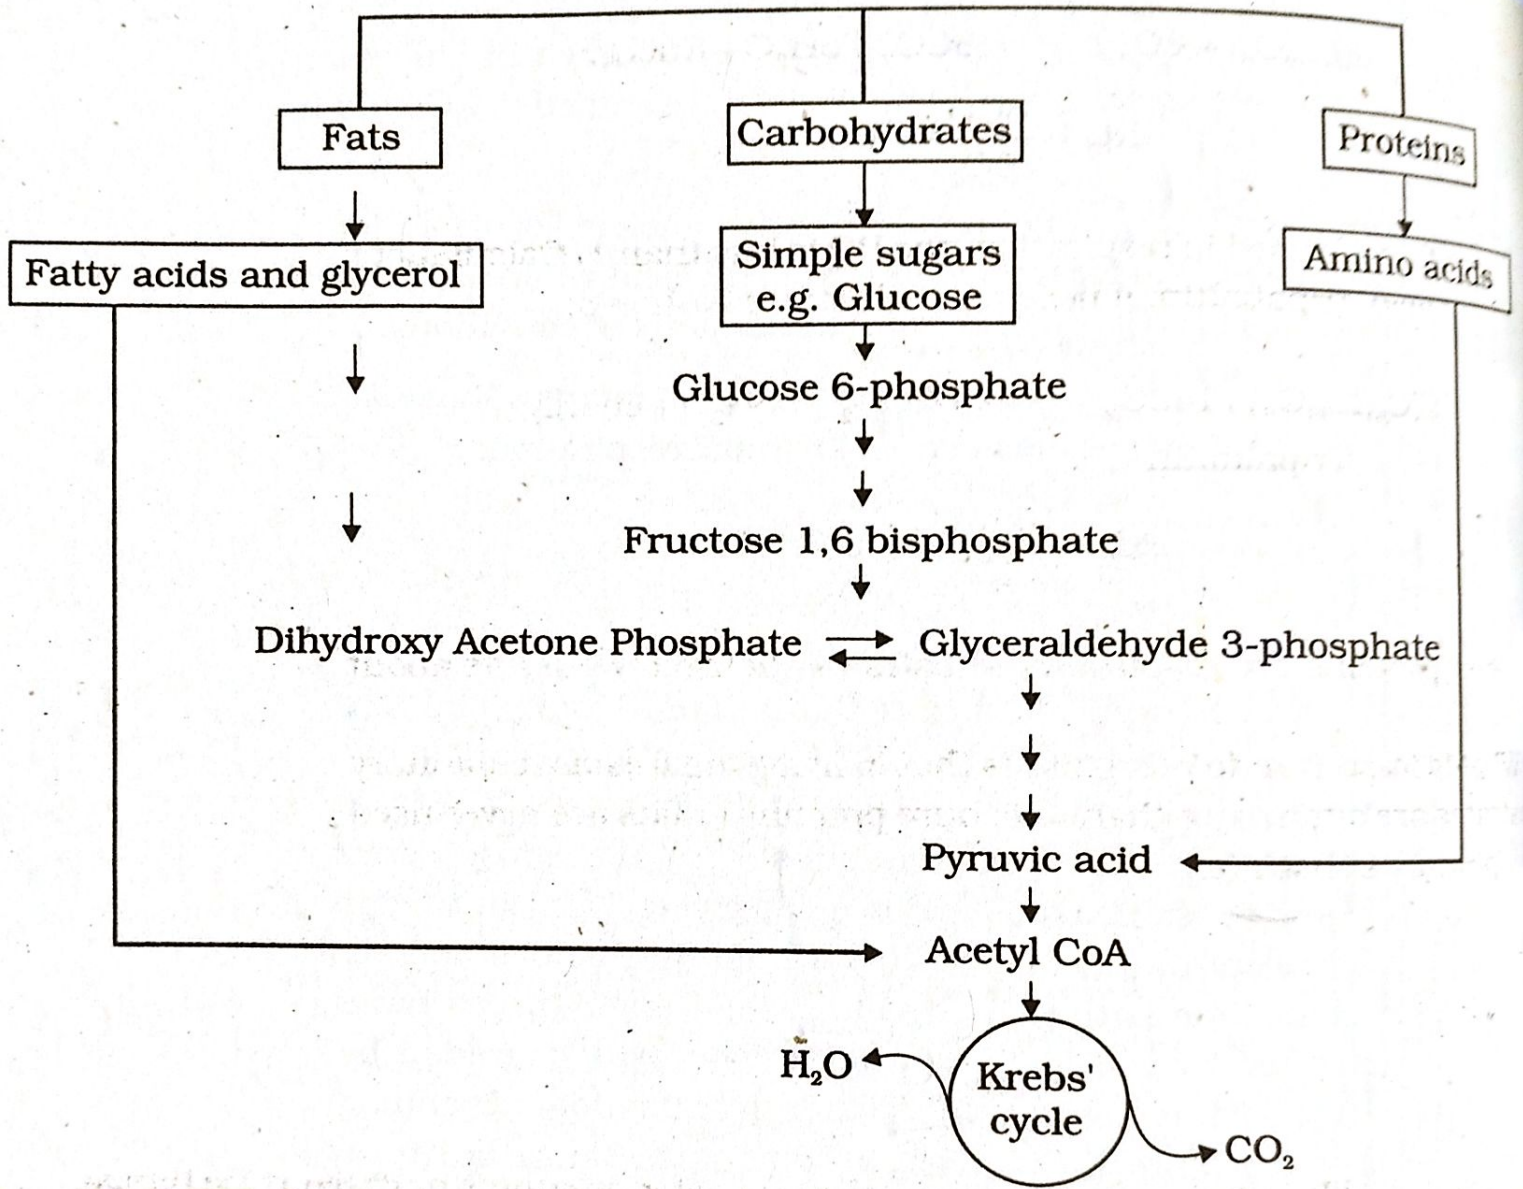 Fats
Carbohydrates
Proteins
Fatty acids and glycerol
Simple sugars
e.g. Glucose
Amino acids
Glucose 6-phosphate
Fructose 1,6 bisphosphate
Dihydroxy Acetone Phosphate
Glyceraldehyde 3-phosphate
Pyruvic acid
Acetyl CoA
H₂O
Krebs'
cycle
CO₂